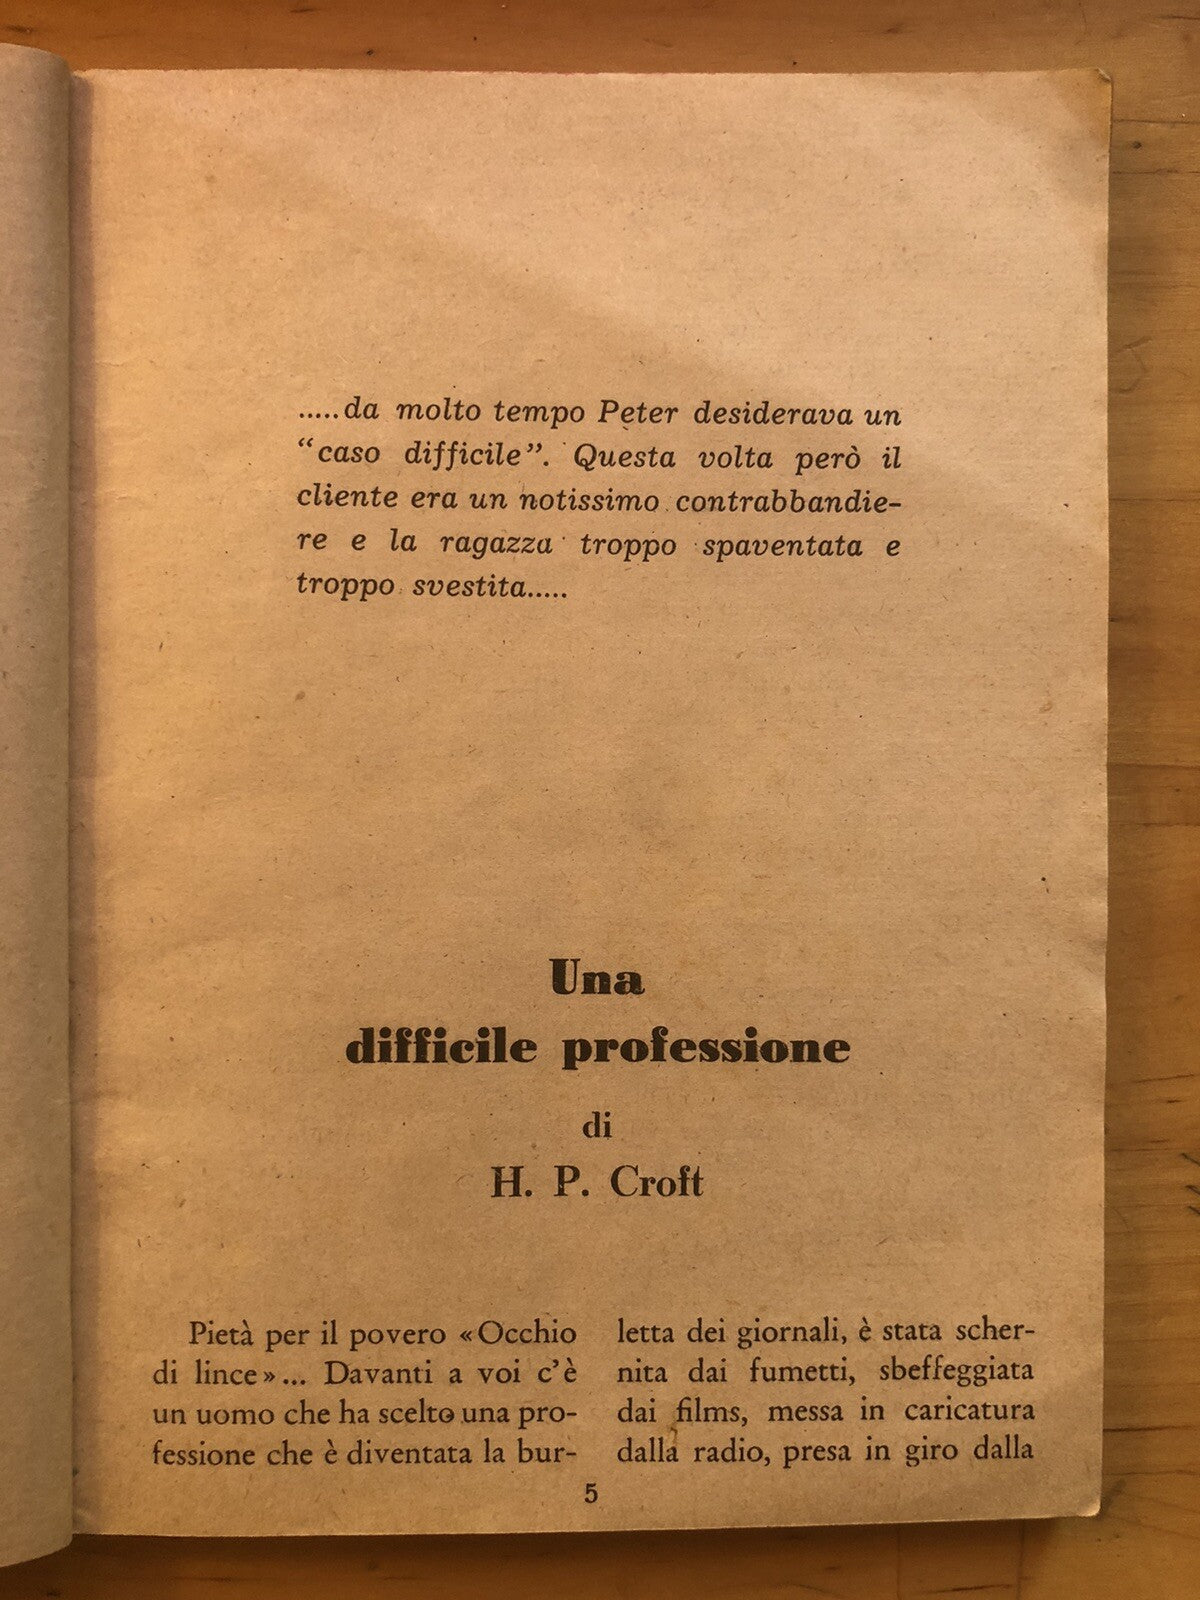 .....da molto tempo Peter desiderava un
“caso difficile”. Questa volta però il
cliente era un notissimo contrabbandie-
re e la ragazza troppo spaventata e
troppo svestita.....
Una
difficile professione
di
H. P. Croft
Pietà per il povero «Occhio
di lince»... Davanti a voi c’è
un uomo che ha scelto una pro-
fessione che è diventata la bur-
letta dei giornali, è stata scher-
nita dai fumetti, sbeffeggiata
dai films, messa in caricatura
dalla radio, presa in giro dalla
5